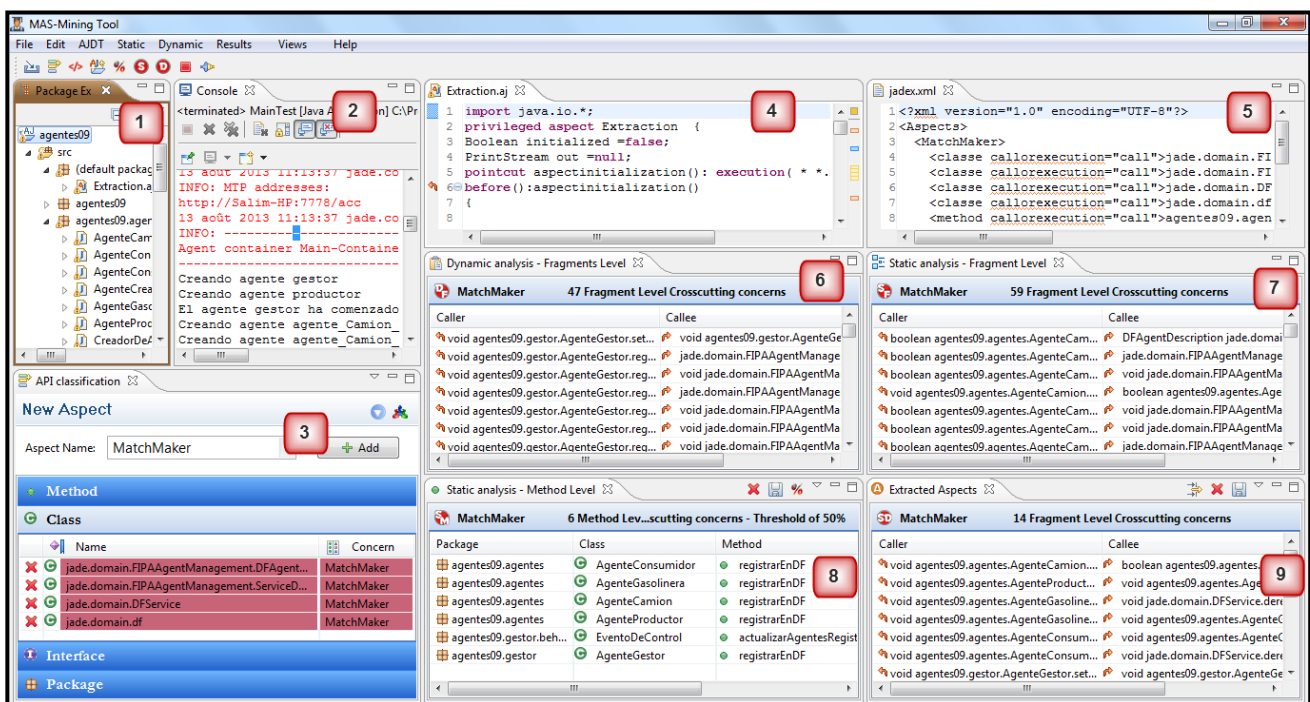 MAS-Mining Tool
File Edit AJDT Static Dynamic Results Views Help
Package Ex
1
agentes09
src
(default packag
Extraction.a
agentes09
agentes09.agen
AgenteCam
AgenteCon
AgenteCons
AgenteCrea
AgenteGaso
AgenteProd
CreadorDeA
Console
2
<terminated> MainTest [Java A on] C:\Pr
13 août 2013 11:13:37 jade.co
INFO: MTP addresses:
http://Salim-HP:7778/acc
13 août 2013 11:13:37 jade.co
INFO: -----------------------
Agent container Main-Containe
-----------------------------
Creando agente gestor
Creando agente productor
El agente gestor ha comenzado
Creando agente agente_Camion_
Creando agente agente_Camion_
API classification
New Aspect
3
Aspect Name: MatchMaker Add
Method
Class
Name Concern
jade.domain.FIPAAgentManagement.DFAgent... MatchMaker
jade.domain.FIPAAgentManagement.ServiceD... MatchMaker
jade.domain.DFService MatchMaker
jade.domain.df MatchMaker
Interface
Package
Extraction.aj
4
1 import java.io.*;
2 privileged aspect Extraction {
3 Boolean initialized =false;
4 PrintStream out =null;
5 pointcut aspectinitialization(): execution( * *.
6 before():aspectinitialization()
7 {
8
jadex.xml
5
1 <?xml version="1.0" encoding="UTF-8"?>
2 <Aspects>
3 <MatchMaker>
4 <classe callorexecution="call">jade.domain.FI
5 <classe callorexecution="call">jade.domain.FI
6 <classe callorexecution="call">jade.domain.DF
7 <classe callorexecution="call">jade.domain.df
8 <method callorexecution="call">agentes09.agen
Dynamic analysis - Fragments Level
6
MatchMaker 47 Fragment Level Crosscutting concerns
Caller Callee
void agentes09.gestor.AgenteGestor.set... void agentes09.gestor.AgenteGe
void agentes09.gestor.AgenteGestor.reg... jade.domain.FIPAAgentManage
void agentes09.gestor.AgenteGestor.reg... void jade.domain.FIPAAgentMa
void agentes09.gestor.AgenteGestor.reg... jade.domain.FIPAAgentManage
void agentes09.gestor.AgenteGestor.reg... void jade.domain.FIPAAgentMa
void agentes09.gestor.AgenteGestor.reg... void jade.domain.FIPAAgentMa
void agentes09.gestor.AgenteGestor.reg... void jade.domain.FIPAAgentMa
Static analysis - Fragment Level
7
MatchMaker 59 Fragment Level Crosscutting concerns
Caller Callee
boolean agentes09.agentes.AgenteCam... DFAgentDescription jade.domai
boolean agentes09.agentes.AgenteCam... jade.domain.FIPAAgentManage
boolean agentes09.agentes.AgenteCam... void jade.domain.FIPAAgentMa
void agentes09.agentes.AgenteCamion.... boolean agentes09.agentes.Age
boolean agentes09.agentes.AgenteCam... void jade.domain.FIPAAgentMa
boolean agentes09.agentes.AgenteCam... void jade.domain.FIPAAgentMa
boolean agentes09.agentes.AgenteCam... jade.domain.FIPAAgentManage
Static analysis - Method Level
MatchMaker 6 Method Lev...scutting concerns - Threshold of 50%
Package Class Method
8
agentes09.agentes AgenteConsumidor registrarEnDF
agentes09.agentes AgenteGasolinera registrarEnDF
agentes09.agentes AgenteCamion registrarEnDF
agentes09.agentes AgenteProductor registrarEnDF
agentes09.gestor.beh... EventoDeControl actualizarAgentesRegist
agentes09.gestor AgenteGestor registrarEnDF
Extracted Aspects
MatchMaker 14 Fragment Level Crosscutting concerns
Caller Callee
9
void agentes09.agentes.AgenteCamion.... boolean agentes09.agentes.
void agentes09.agentes.AgenteProduct... void agentes09.agentes.Age
void agentes09.agentes.AgenteGasoline... void jade.domain.DFService.dere
void agentes09.agentes.AgenteGasoline... void agentes09.agentes.AgenteG
void agentes09.agentes.AgenteConsum... void agentes09.agentes.AgenteC
void agentes09.agentes.AgenteConsum... void jade.domain.DFService.dere
void agentes09.gestor.AgenteGestor.set... void agentes09.gestor.AgenteGe